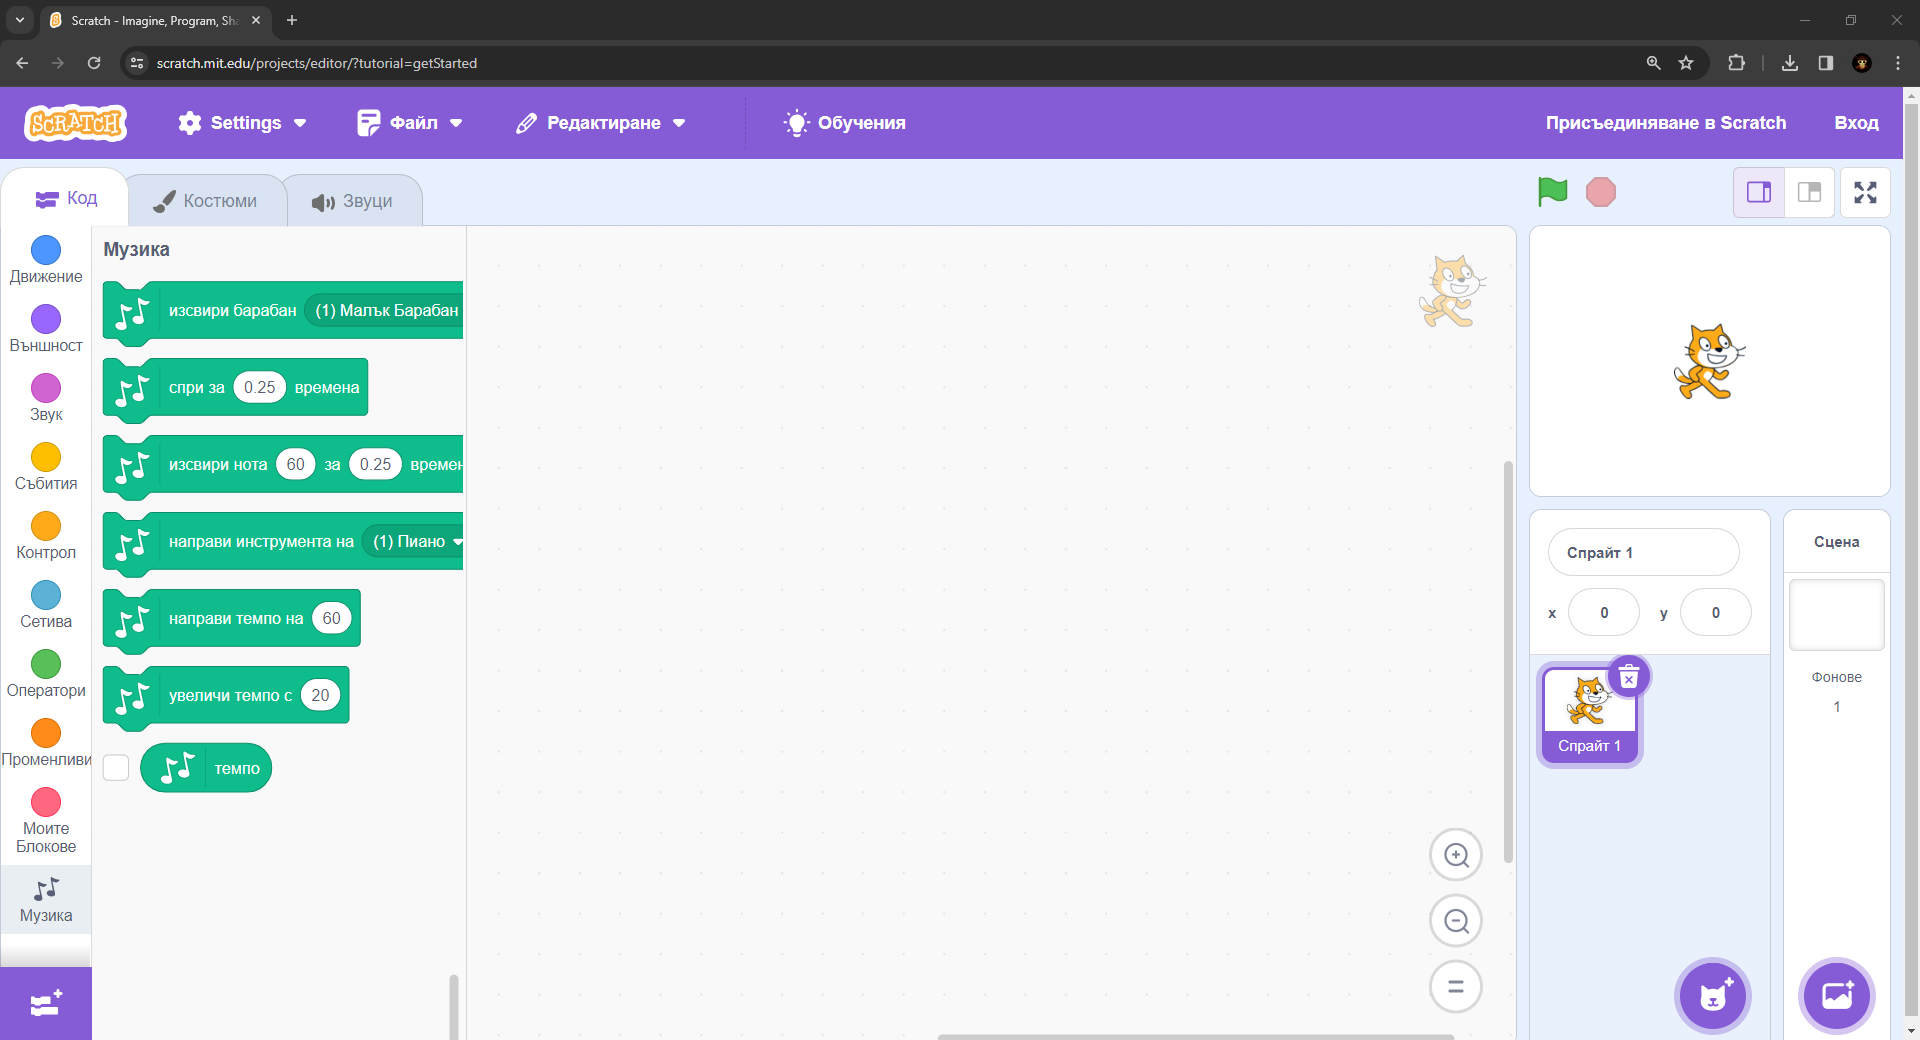 Scratch - Imagine, Program, Sh
scratch.mit.edu/projects/editor/?tutorial=getStarted
SCRATCH
Settings
Файл
Редактиране
Обучения
Присъединяване в Scratch
Вход
Код
Костюми
Звуци
Движение
Външност
Звук
Събития
Контрол
Сетива
Оператори
Променливи
Моите
Блокове
Музика
Музика
изсвири барабан (1) Малък Барабан
спри за 0.25 времена
изсвири нота 60 за 0.25 времен
направи инструмента на (1) Пиано
направи темпо на 60
увеличи темпо с 20
темпо
Спрайт 1
x 0 y 0
Спрайт 1
Сцена
Фонове
1